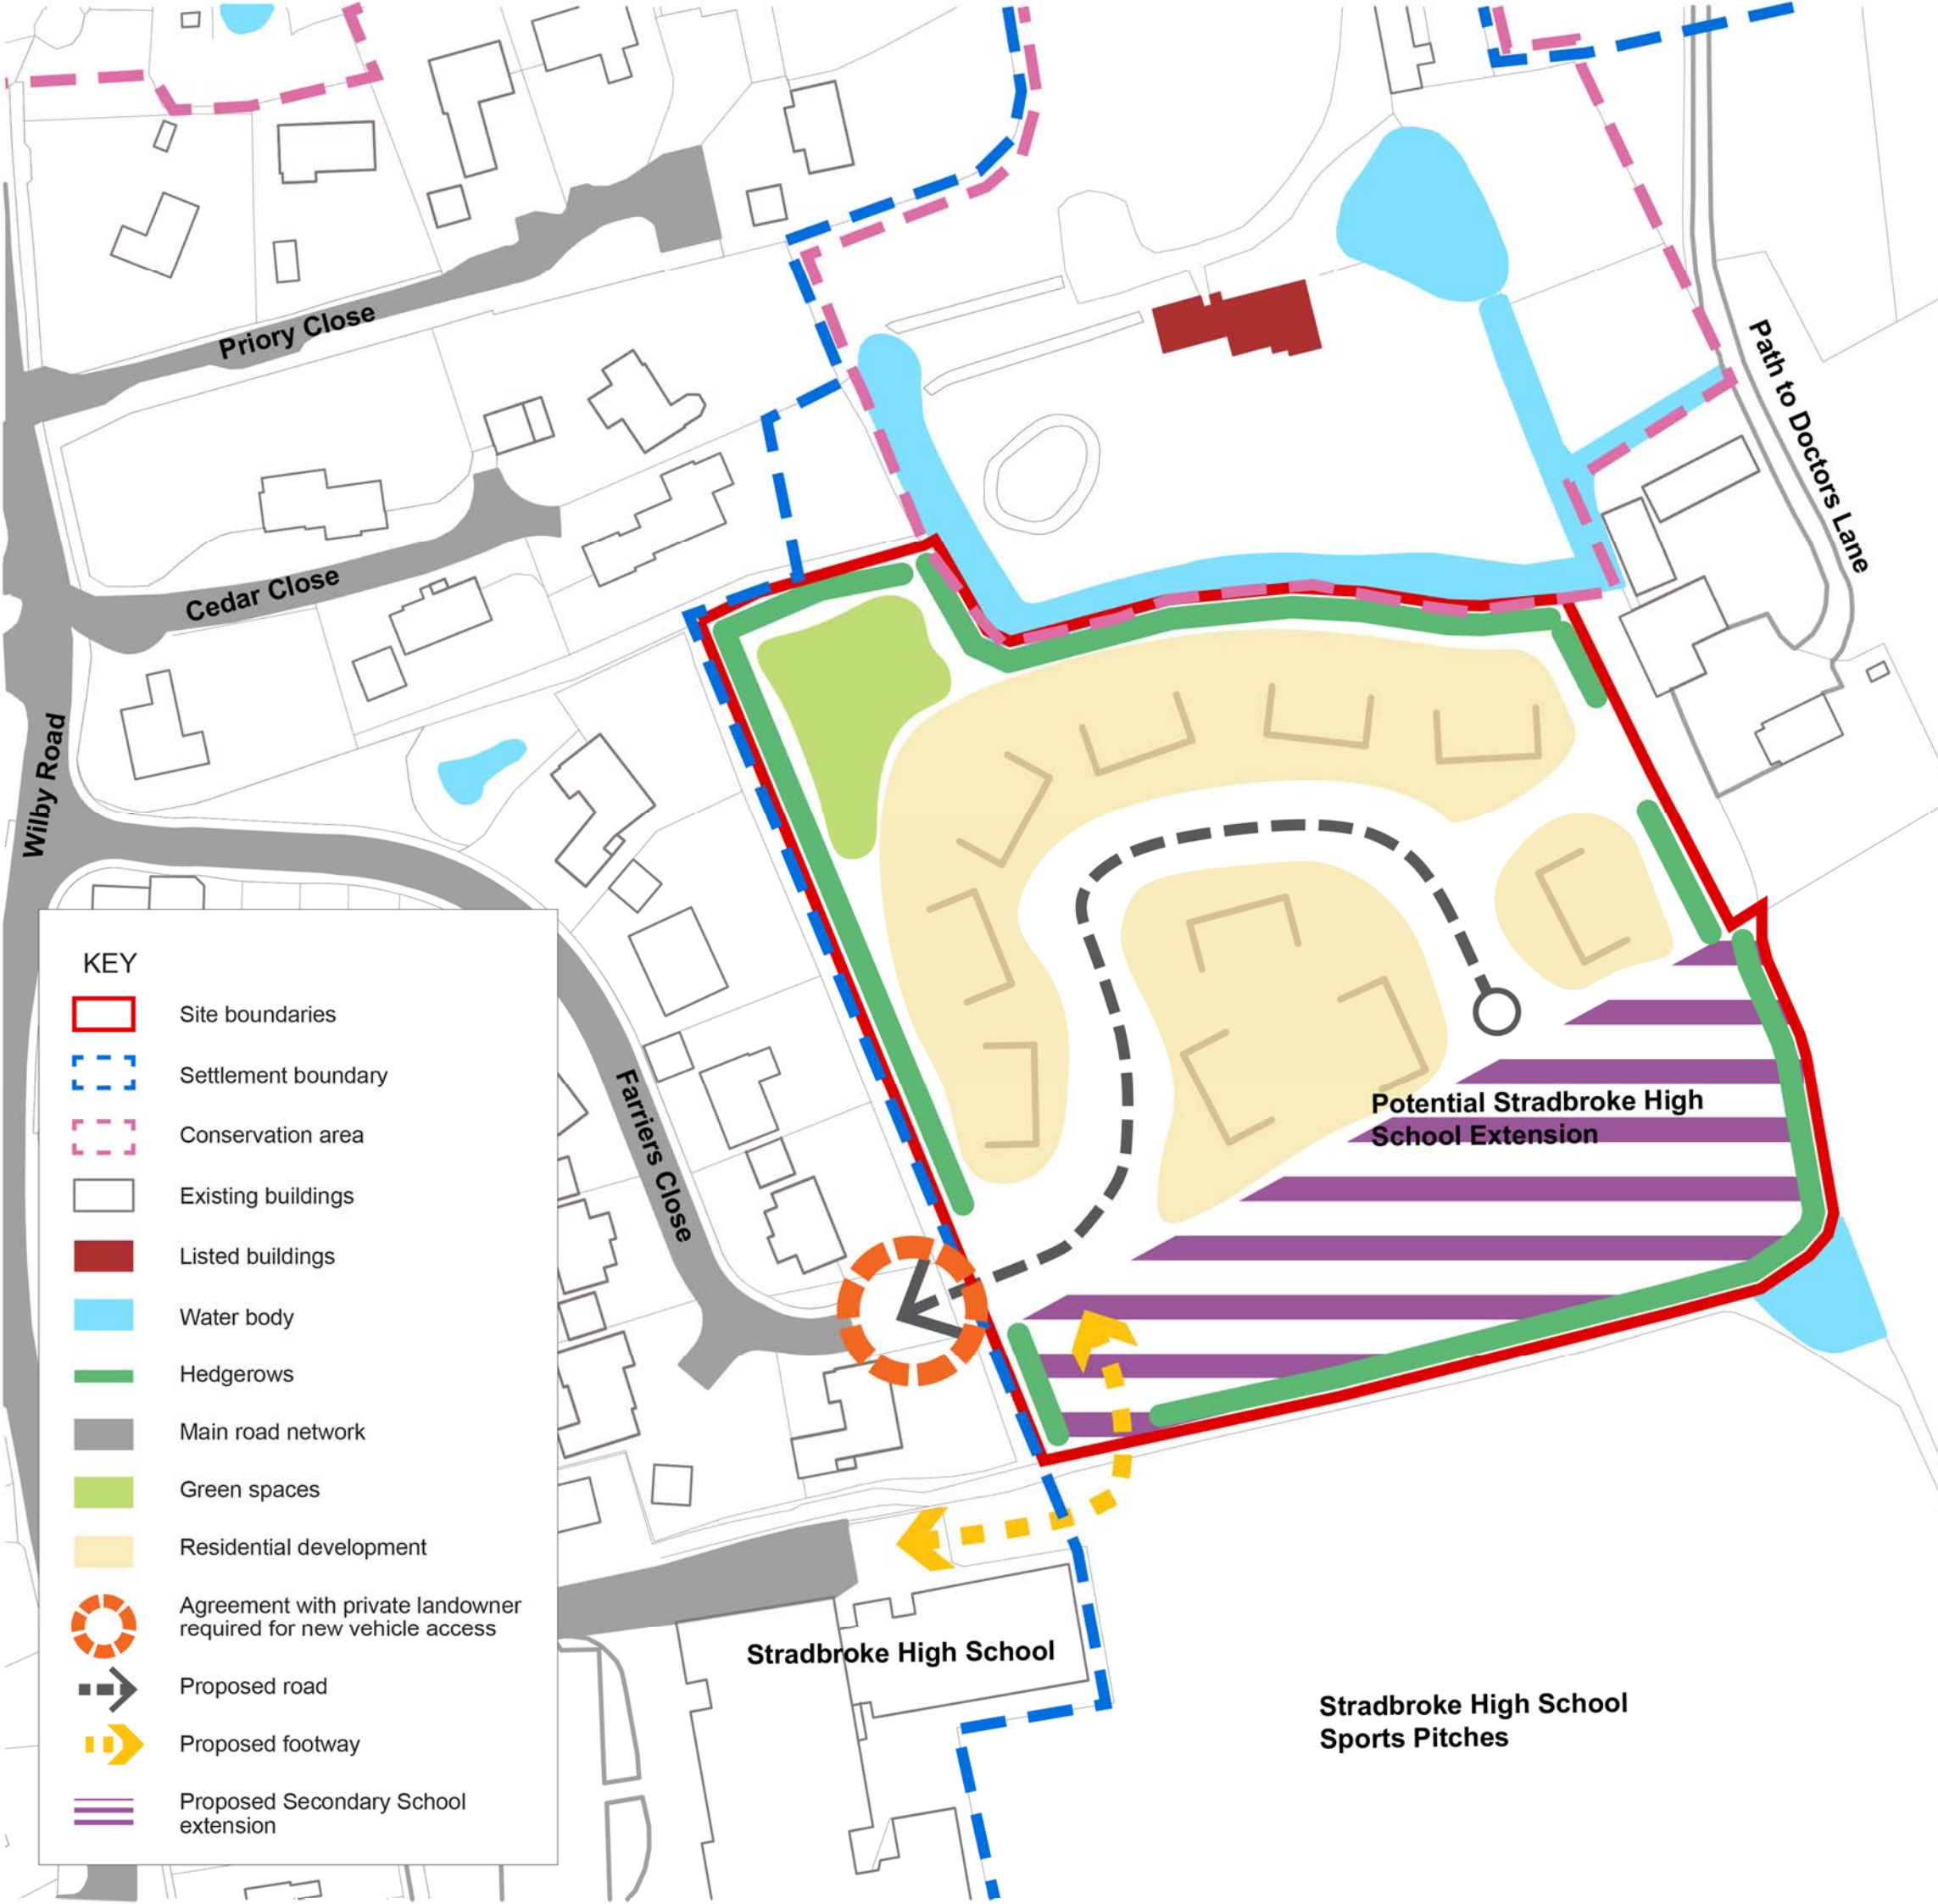 Priory Close
Path to Doctors Lane
Cedar Close
Wilby Road
Farriers Close
Potential Stradbroke High
School Extension
KEY
Site boundaries
Settlement boundary
Conservation area
Existing buildings
Listed buildings
Water body
Hedgerows
Main road network
Green spaces
Residential development
Agreement with private landowner
required for new vehicle access
Proposed road
Proposed footway
Proposed Secondary School
extension
Stradbroke High School
Stradbroke High School
Sports Pitches